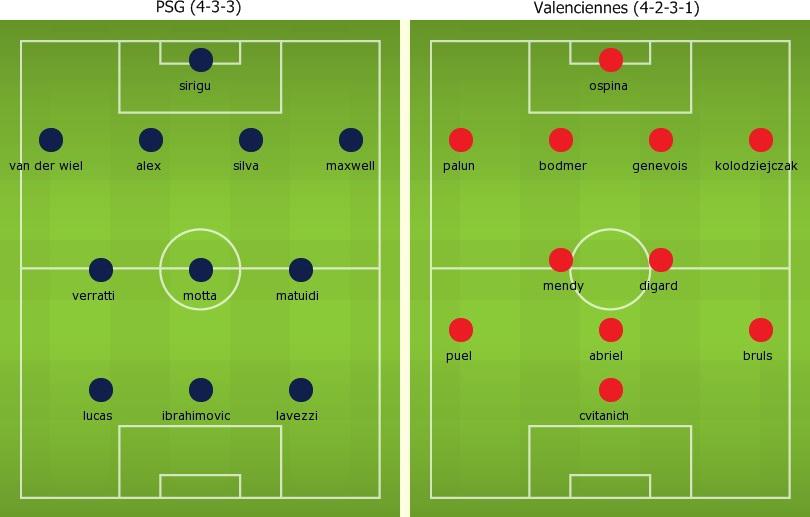 PSG (4-3-3)
sirigu
van der wiel
alex
silva
maxwell
verratti
motta
matuidi
lucas
ibrahimovic
lavezzi
Valenciennes (4-2-3-1)
ospina
palun
bodmer
genevois
kolodziejczak
mendy
digard
puel
abriel
bruls
cvitanich